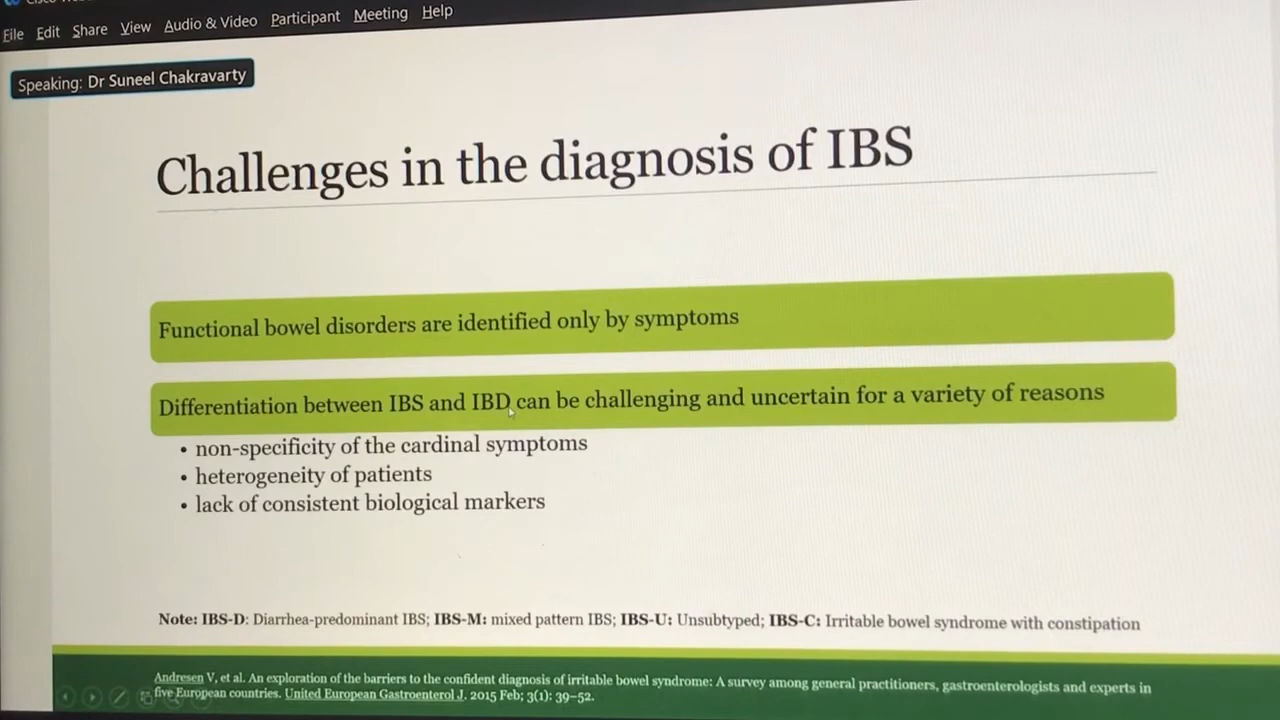 File Edit Share View Audio & Video Participant Meeting Help
Speaking: Dr Suneel Chakravarty
Challenges in the diagnosis of IBS
Functional bowel disorders are identified only by symptoms
Differentiation between IBS and IBD can be challenging and uncertain for a variety of reasons
• non-specificity of the cardinal symptoms
• heterogeneity of patients
• lack of consistent biological markers
Note: IBS-D: Diarrhea-predominant IBS; IBS-M: mixed pattern IBS; IBS-U: Unsubtyped; IBS-C: Irritable bowel syndrome with constipation
Andresen V, et al. An exploration of the barriers to the confident diagnosis of irritable bowel syndrome: A survey among general practitioners, gastroenterologists and experts in
five European countries. United European Gastroenterol J. 2015 Feb; 3(1): 39–52.